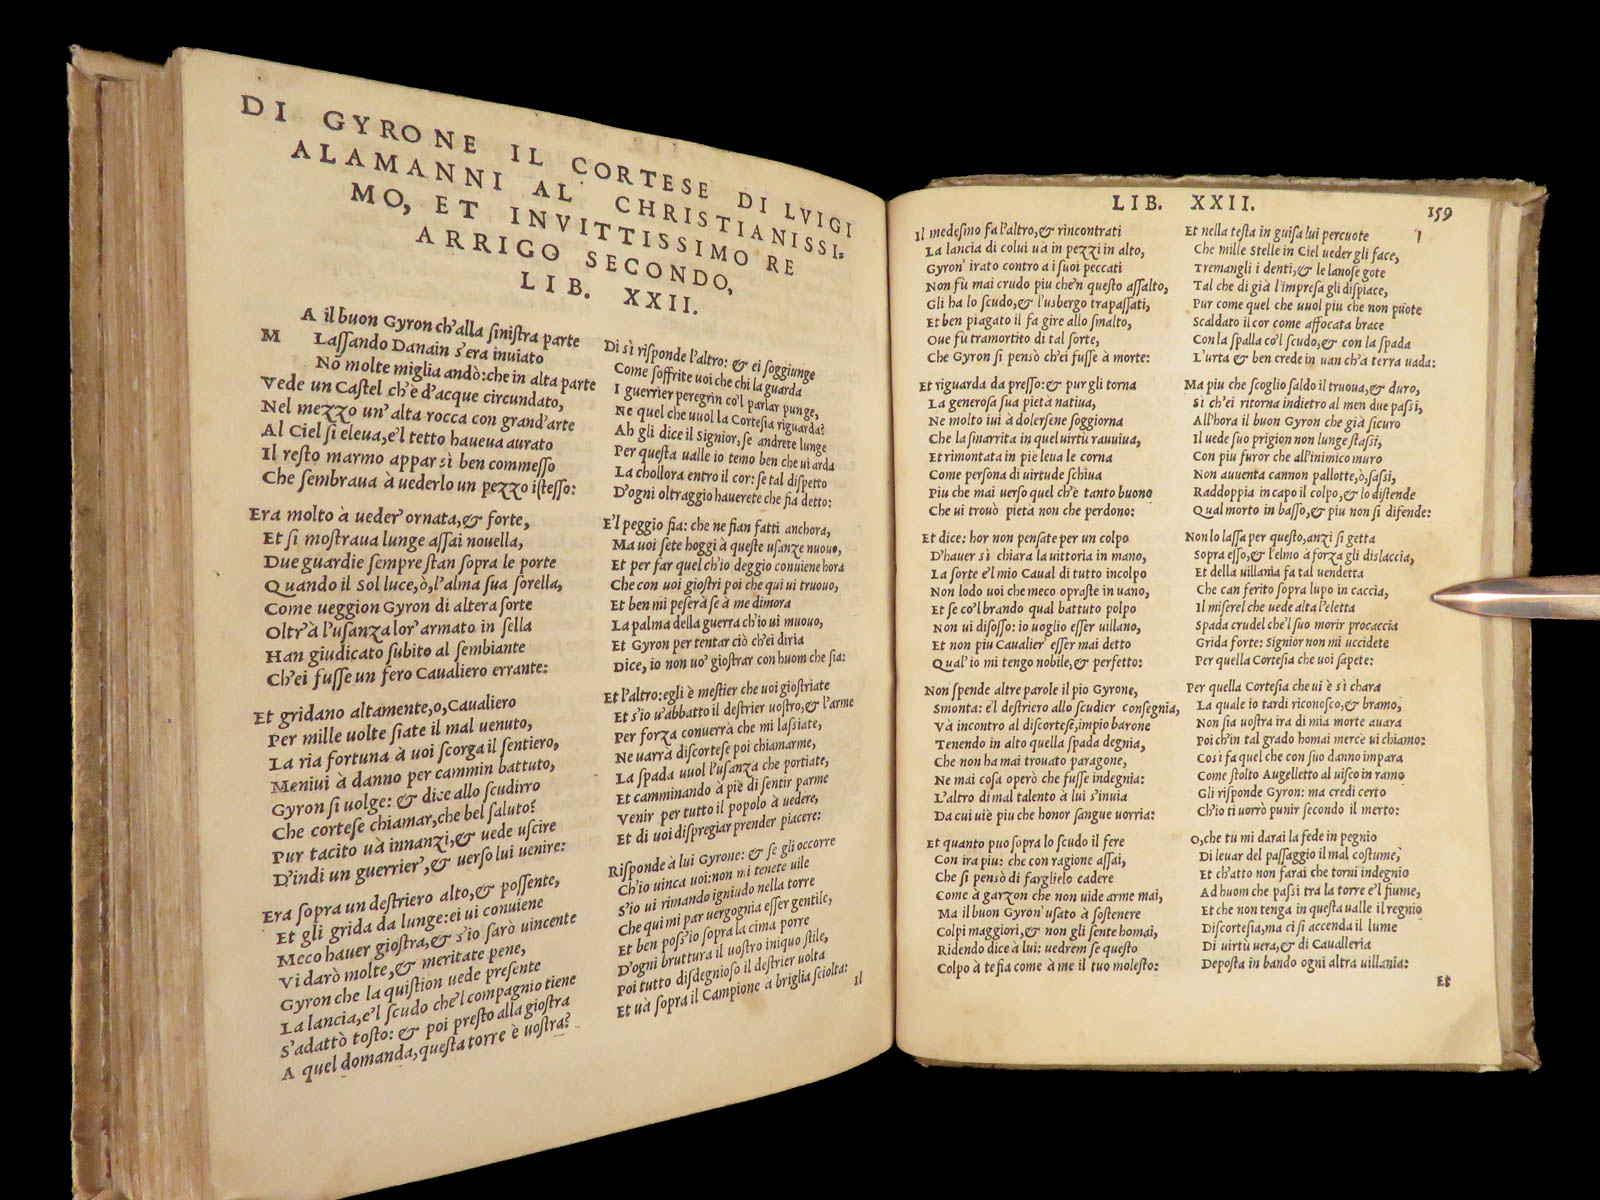 DI GYRONE IL CORTESE DI LVIGI
ALAMANNI AL CHRISTIANISSI-
MO, ET INVITTISSIMO RE
ARRIGO SECONDO,
LIB. XXII.
M A il buon Gyron ch'alla sinistra parte
Lassando Danain s'era inuiato
Nõ molte miglia andò: che in alta parte
Vede un Castel ch'è d'acque circundato,
Nel mezzo un' alta rocca con grand'arte
Al Ciel si eleua, e'l tetto haueua aurato
Il resto marmo appar sì ben commesso
Che sembraua à uederlo un pezzo istesso:
Era molto à ueder' ornata, & forte,
Et si mostraua lunge assai nouella,
Due guardie sempre stan sopra le porte
Quando il Sol luce, ò, l'alma sua sorella,
Come ueggion Gyron di altera sorte
Oltr'à l'usanza lor' armato in sella
Han giudicato subito al sembiante
Ch'ei fusse un fero Caualiero errante:
Et gridano altamente, o, Caualiero
Per mille uolte siate il mal uenuto,
La ria fortuna à uoi scorga il sentiero,
Meniui à danno per cammin battuto,
Gyron si uolge: & dice allo scudirro
Che cortese chiamar, che bel saluto?
Pur tacito uà innanzi, & uede uscire
D'indi un guerrier', & uerso lui uenire:
Era sopra un destriero alto, & possente,
Et gli grida da lunge: ei ui conuiene
Meco hauer giostra, & s'io sarò uincente
Vi darò molte, & meritate pene,
Gyron che la quistion uede presente
La lancia, e'l scudo che'l compagno tiene
S'adattò tosto: & poi presto alla giostra
A quel domanda, questa torre è uostra?
Di sì risponde l'altro: & ei soggiunge
Come soffrite uoi che chi la guarda
I guerrier peregrin co'l parlar punge,
Ne quel che uuol la Cortesia riguarda?
Ah gli dice il Signior, se andrete lunge
Per questa ualle io temo ben che ui arda
La chollora entro il cor: se tal dispetto
D'ogni oltraggio hauerete che sia detto:
E'l peggio fia: che ne fian fatti anchora,
Ma uoi sete hoggi à queste usanze nuouo,
Et per far quel ch'io deggio conuiene hora
Che con uoi giostri poi che qui ui truouo,
Et ben mi peserà se à me dimora
La palma della guerra ch'io ui muouo,
Et Gyron per tentar ciò ch'ei diria
Dice, io non uo' giostrar con huom che sia:
Et l'altro: egli è mestier che uoi giostriate
Et s'io u'abbatto il destrier uostro, & l'arme
Per forza conuerrà che mi lassiate,
Ne uarrà discortese poi chiamarme,
La spada uuol l'usanza che portiate,
Et camminando à piè di sentir parme
Venir per tutto il popolo à uedere,
Et di uoi dispregiar prender piacere:
Risponde à lui Gyrone: & se gli occorre
Ch'io uinca uoi: non mi tenete uile
S'io ui rimando igniudo nella torre
Che qui mi par uergognia esser gentile,
Et ben poss'io sopra la cima porre
D'ogni bruttura il uostro iniquo stile,
Poi tutto disdegnioso il destrier uolta
Et uà sopra il Campione a briglia sciolta:
Il
LIB. XXII. 159
Il medesimo fa l'altro, & rincontrati
La lancia di colui uà in pezzi in alto,
Gyron' irato contro a i suoi peccati
Non fù mai crudo piu che'n questo assalto,
Gli ha lo scudo, & l'usbergo trapassati,
Et ben piagato il fa gire allo smalto,
Oue fù tramortito di tal sorte,
Che Gyron si pensò ch'ei fusse à morte:
Et riguarda da presso: & pur gli torna
La generosa sua pietà natiua,
Ne molto iui à dolersene soggiorna
Che la smarrita in quel uirtù rauuiua,
Et rimontata in piè leua le corna
Come persona di uirtude schiua
Piu che mai uerso quel ch'è tanto buono
Che ui trouò pietà non che perdono:
Et dice: hor non pensate per un colpo
D'hauer sì chiara la uittoria in mano,
La sorte e'l mio Caual di tutto incolpo
Non lodo uoi che meco opraste in uano,
Et se co'l brando qual battuto polpo
Non ui disosso: io uoglio esser uillano,
Et non piu Caualier' esser mai detto
Qual' io mi tengo nobile, & perfetto:
Non spende altre parole il pio Gyrone,
Smonta: e'l destriero allo scudier consegnia,
Và incontro al discortese, impio barone
Tenendo in alto quella spada degnia,
Che non ha mai trouato paragone,
Ne mai cosa operò che fusse indegnia:
L'altro di mal talento à lui s'inuia
Da cui uiè piu che honor sangue uorria:
Et quanto puo sopra lo scudo il fere
Con ira piu: che con ragione assai,
Che si pensò di fargliele cadere
Come à garzon che non uide arme mai,
Ma il buon Gyron' usato à sostenere
Colpi maggiori, & non gli sente homai,
Ridendo dice à lui: uedrem se questo
Colpo à te fia come à me il tuo molesto:
Et nella testa in guisa lui percuote
Che mille Stelle in Ciel ueder gli face,
Tremangli i denti, & le lanose gote
Tal che di già l'impresa gli dispiace,
Pur come quel che uuol piu che non puote
Scaldato il cor come affocata brace
Con la spalla co'l scudo, & con la spada
L'urta & ben crede in uan ch'a terra uada:
Ma piu che scoglio saldo il truoua, & duro,
Si ch'ei ritorna indietro al men due passi,
All'hora il buon Gyron che già sicuro
Il uede suo prigion non lunge stassi,
Con piu furor che all'inimico muro
Non auuenta cannon pallotte, ò, sassi,
Raddoppia in capo il colpo, & lo distende
Qual morto in basso, & piu non si difende:
Non lo lassa per questo, anzi si getta
Sopra esso, & l'elmo à forza gli dislaccia,
Et della uillania fa tal uendetta
Che can ferito sopra lupo in caccia,
Il miser el che uede alta l'eletta
Spada crudel che'l suo morir procaccia
Grida forte: Signior non mi uccidete
Per quella Cortesia che uoi sapete:
Per quella Cortesia che ui è sì chara
La quale io tardi riconosco, & bramo,
Non sia uostra ira di mia morte auara
Poi ch'in tal grado homai mercè ui chiamo:
Così fa quel che con suo danno impara
Come stolto Augelletto al uisco in ramo
Gli risponde Gyron: ma credi certo
Ch'io ti uorrò punir secondo il merto:
O, che tù mi darai la fede in pegnio
Di leuar del passaggio il mal costume,
Et ch'atto non farai che torni indegnio
Ad huom che passi tra la torre e'l fiume,
Et che non tenga in questa ualle il regnio
Discortesia, ma ci si accenda il lume
Di uirtù uera, & di Caualleria
Deposta in bando ogni altra uillania:
Et